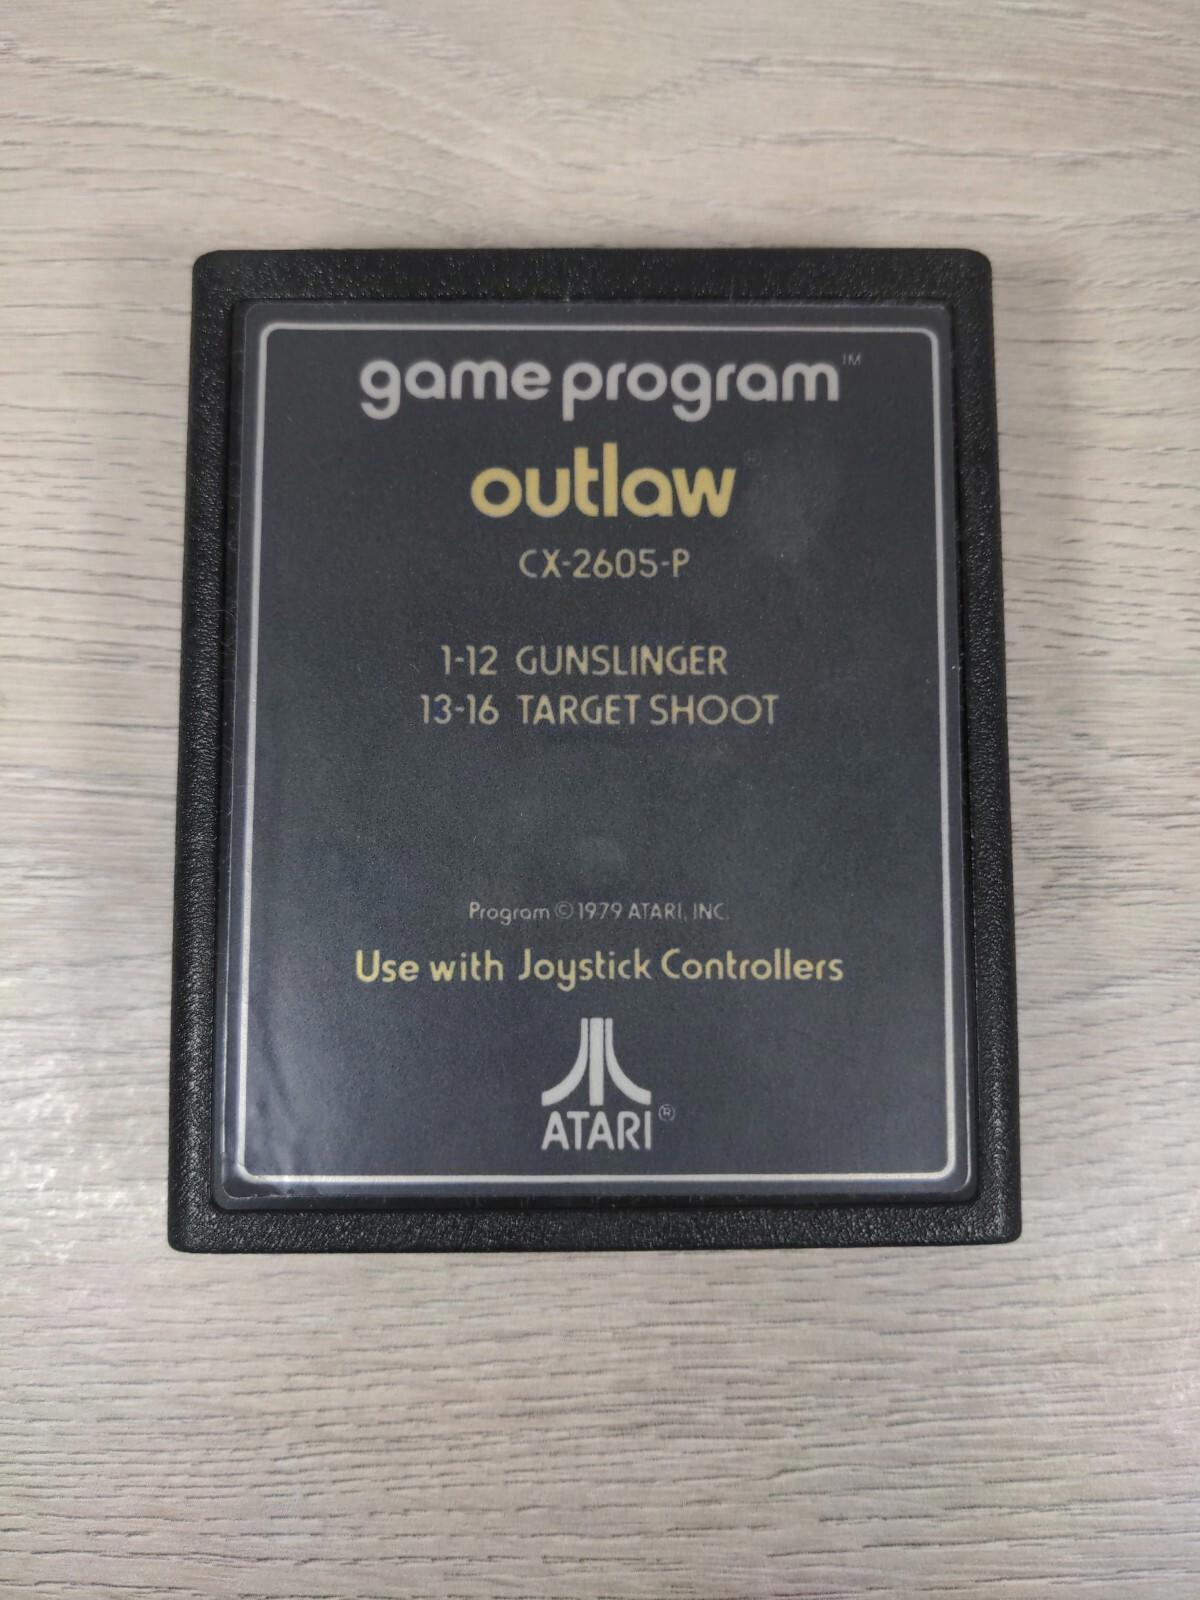 game program™
outlaw®
CX-2605-P
1-12 GUNSLINGER
13-16 TARGET SHOOT
Program © 1979 ATARI, INC.
Use with Joystick Controllers
ATARI®